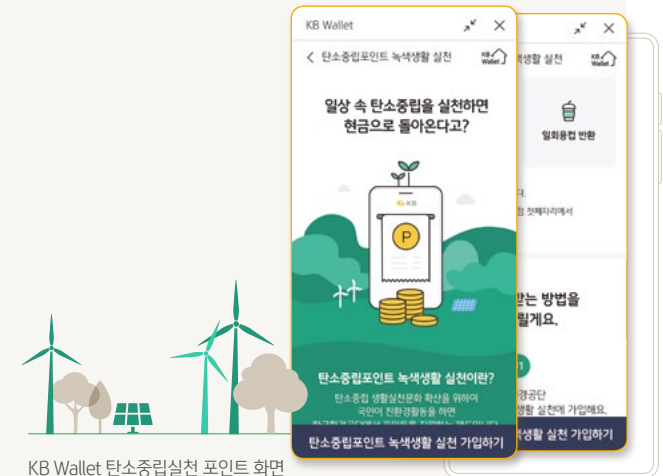 KB Wallet
탄소중립포인트 녹색생활 실천
KB Wallet
일상 속 탄소중립을 실천하면
현금으로 돌아온다고?
KB
P
탄소중립포인트 녹색생활 실천이란?
탄소중립 생활실천문화 확산을 위하여
국민이 친환경활동을 하면
탄소중립포인트 녹색생활 실천 가입하기
색생활 실천
KB Wallet
일회용컵 반환
첫째자리에서
받는 방법을
릴게요.
1
경공단
생활 실천에 가입해요.
색생활 실천 가입하기
KB Wallet 탄소중립실천 포인트 화면